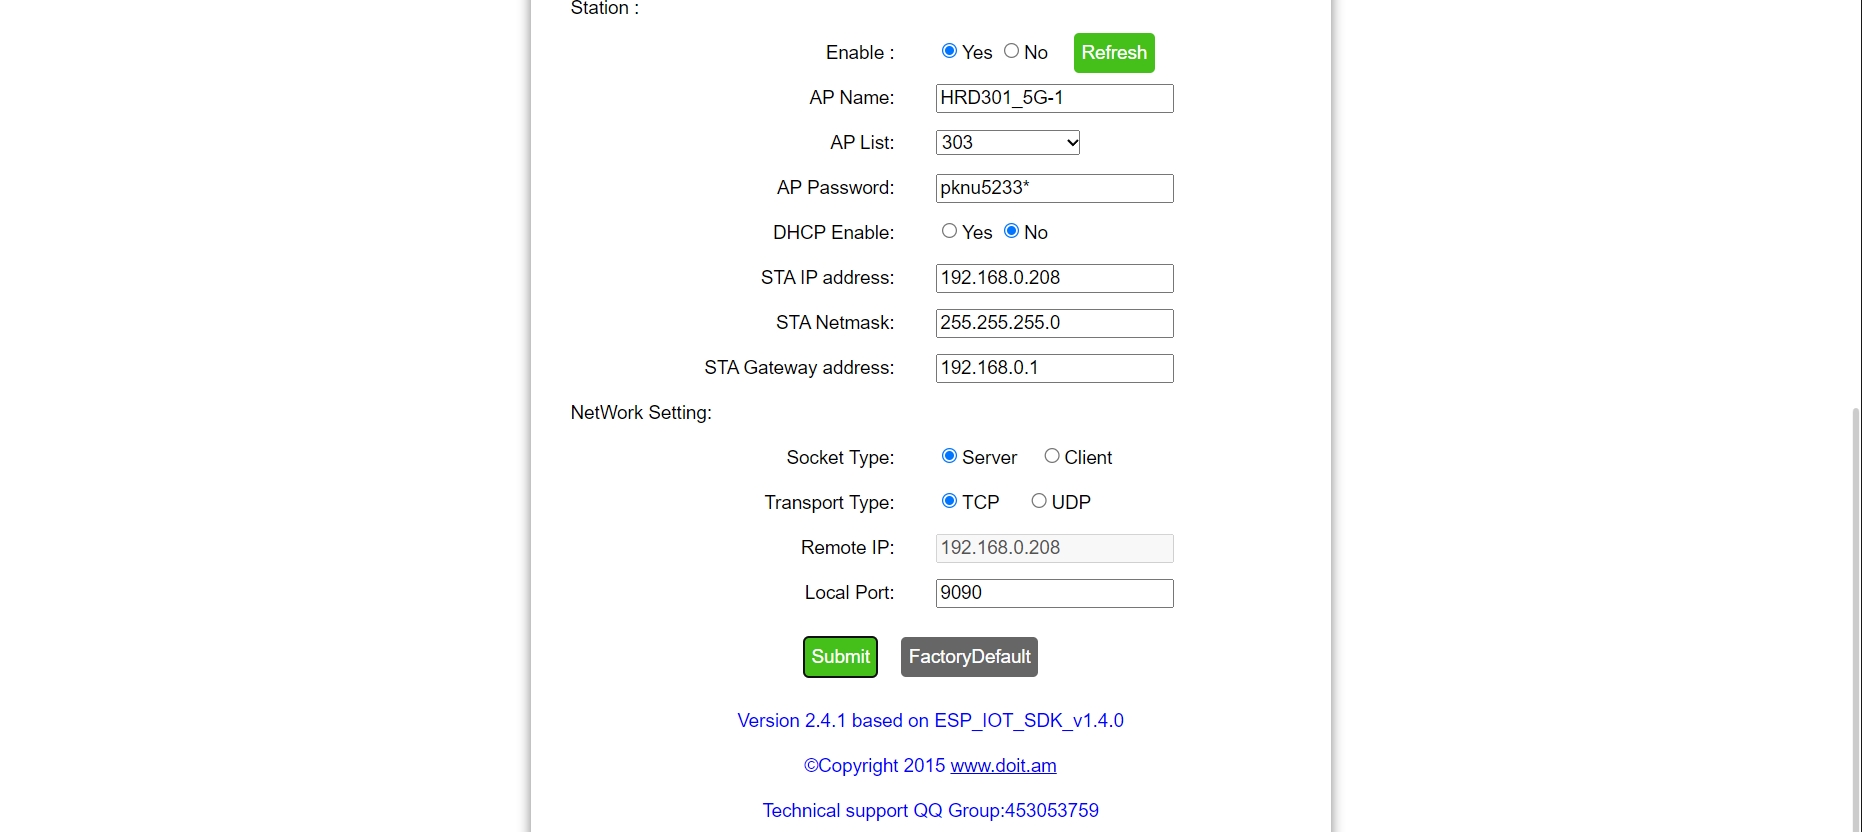 Station :
Enable : Yes No Refresh
AP Name: HRD301_5G-1
AP List: 303
AP Password: pknu5233*
DHCP Enable: Yes No
STA IP address: 192.168.0.208
STA Netmask: 255.255.255.0
STA Gateway address: 192.168.0.1
NetWork Setting:
Socket Type: Server Client
Transport Type: TCP UDP
Remote IP: 192.168.0.208
Local Port: 9090
Submit FactoryDefault
Version 2.4.1 based on ESP_IOT_SDK_v1.4.0
©Copyright 2015 www.doit.am
Technical support QQ Group:453053759